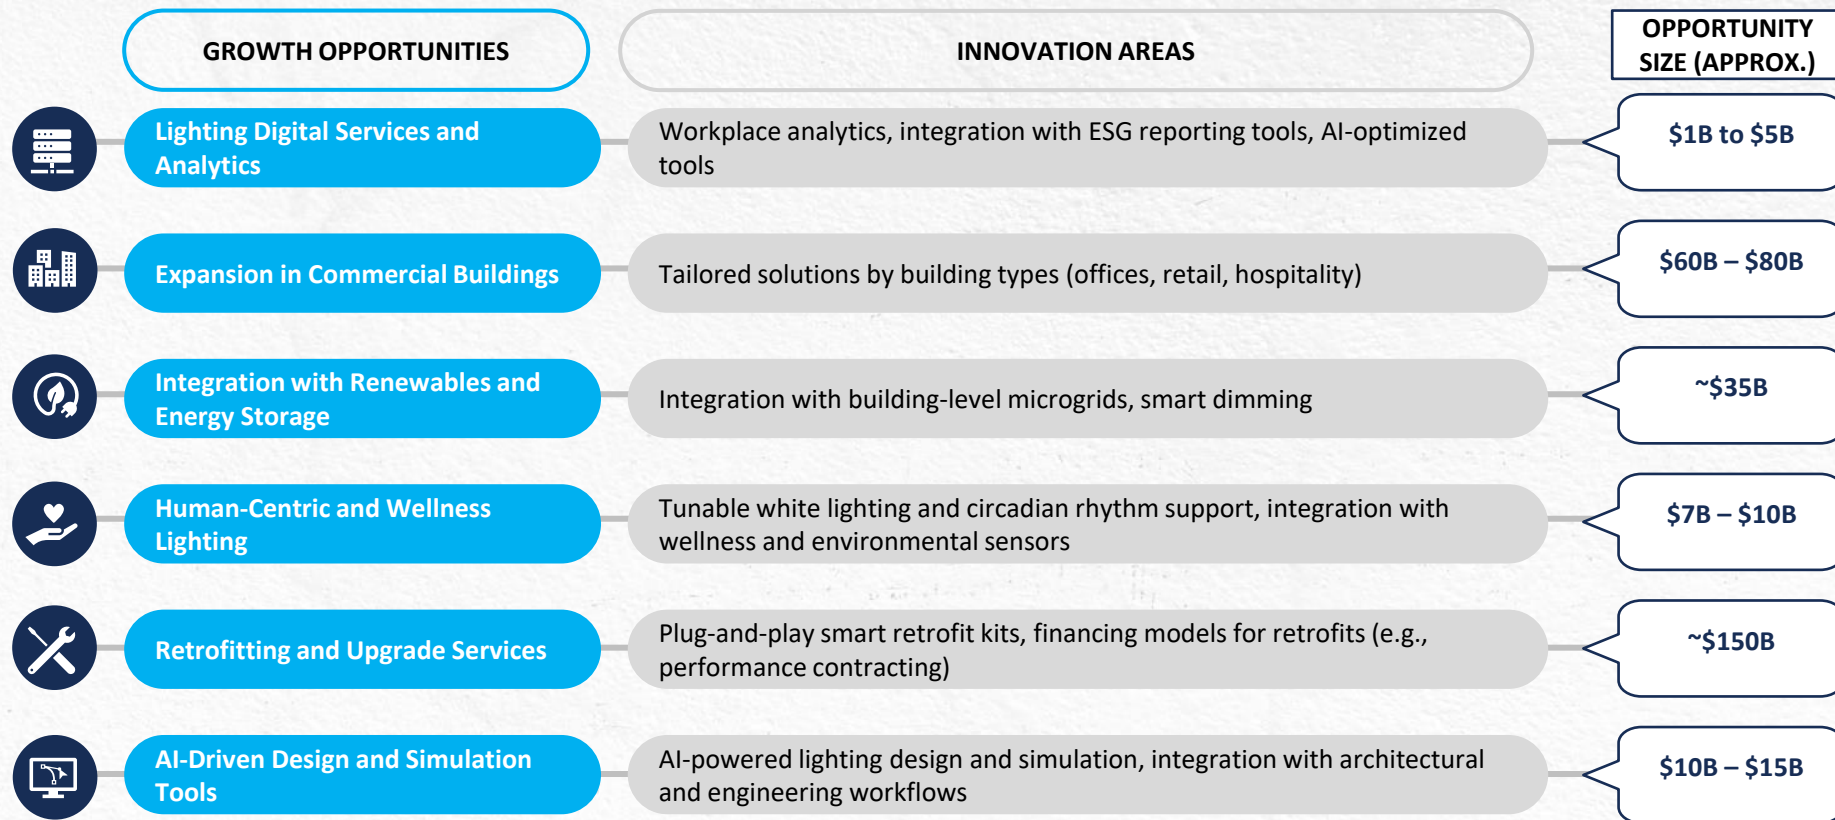 GROWTH OPPORTUNITIES
INNOVATION AREAS
OPPORTUNITY
SIZE (APPROX.)
Lighting Digital Services and
Analytics
Workplace analytics, integration with ESG reporting tools, AI-optimized
tools
$1B to $5B
Expansion in Commercial Buildings
Tailored solutions by building types (offices, retail, hospitality)
$60B – $80B
Integration with Renewables and
Energy Storage
Integration with building-level microgrids, smart dimming
~$35B
Human-Centric and Wellness
Lighting
Tunable white lighting and circadian rhythm support, integration with
wellness and environmental sensors
$7B – $10B
Retrofitting and Upgrade Services
Plug-and-play smart retrofit kits, financing models for retrofits (e.g.,
performance contracting)
~$150B
AI-Driven Design and Simulation
Tools
AI-powered lighting design and simulation, integration with architectural
and engineering workflows
$10B – $15B